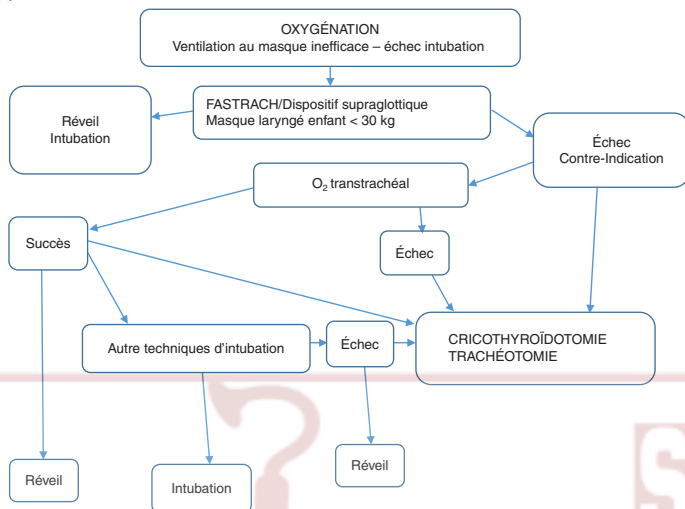 OXYGÉNATION
Ventilation au masque inefficace – échec intubation
FASTRACH/Dispositif supraglottique
Masque laryngé enfant < 30 kg
Réveil
Intubation
Échec
Contre-Indication
O₂ transtrachéal
Succès
Échec
Autre techniques d'intubation
Échec
CRICOTHYROÏDOTOMIE
TRACHÉOTOMIE
Réveil
Intubation
Réveil
S